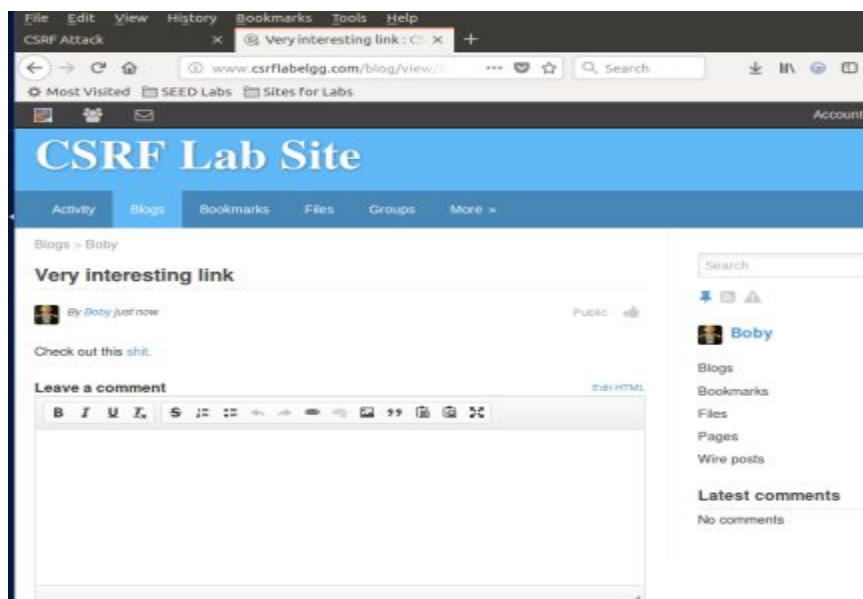 File Edit View History Bookmarks Tools Help
CSRF Attack × Very interesting link : CS × +
www.csrflabelgg.com/blog/view/ Search
Most Visited SEED Labs Sites for Labs
Account
CSRF Lab Site
Activity Blogs Bookmarks Files Groups More »
Blogs > Boby
Very interesting link
By Boby just now Public
Check out this shit.
Leave a comment Edit HTML
B I U Tx S
Search
Boby
Blogs
Bookmarks
Files
Pages
Wire posts
Latest comments
No comments